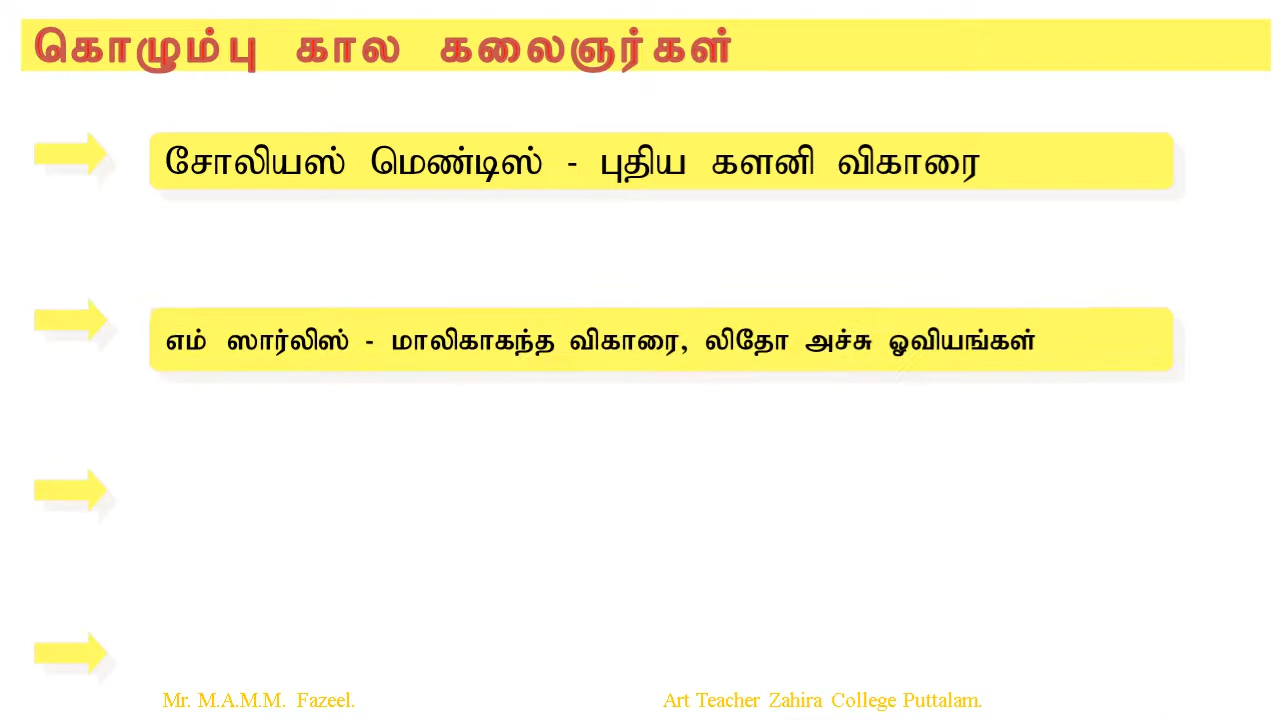 கொழும்பு கால கலைஞர்கள்
சோலியஸ் மெண்டிஸ் - புதிய களனி விகாரை
எம் ஸார்லிஸ் - மாலிகாகந்த விகாரை, லிதோ அச்சு ஓவியங்கள்
Mr. M.A.M.M. Fazeel. Art Teacher Zahira College Puttalam.